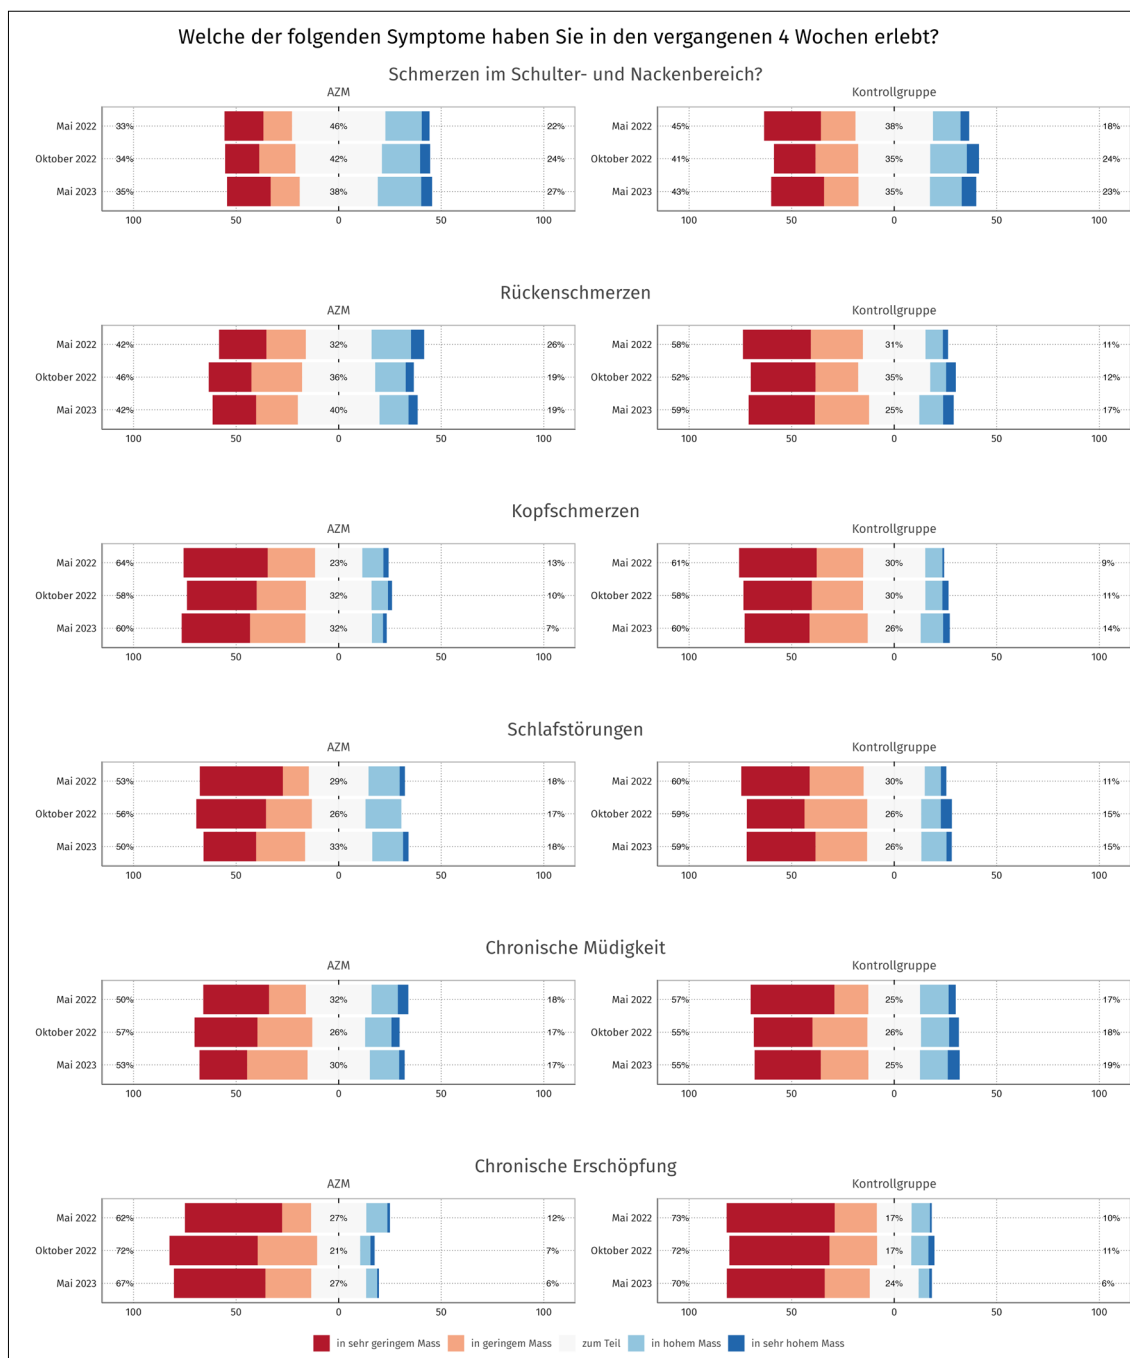 Welche der folgenden Symptome haben Sie in den vergangenen 4 Wochen erlebt?
Schmerzen im Schulter- und Nackenbereich?
AZM Kontrollgruppe
Mai 2022 33% 46% 22% Mai 2022 45% 38% 18%
Oktober 2022 34% 42% 24% Oktober 2022 41% 35% 24%
Mai 2023 35% 38% 27% Mai 2023 43% 35% 23%
100 50 0 50 100 100 50 0 50 100
Rückenschmerzen
AZM Kontrollgruppe
Mai 2022 42% 32% 26% Mai 2022 58% 31% 11%
Oktober 2022 46% 36% 19% Oktober 2022 52% 35% 12%
Mai 2023 42% 40% 19% Mai 2023 59% 25% 17%
100 50 0 50 100 100 50 0 50 100
Kopfschmerzen
AZM Kontrollgruppe
Mai 2022 64% 23% 13% Mai 2022 61% 30% 9%
Oktober 2022 58% 32% 10% Oktober 2022 58% 30% 11%
Mai 2023 60% 32% 7% Mai 2023 60% 26% 14%
100 50 0 50 100 100 50 0 50 100
Schlafstörungen
AZM Kontrollgruppe
Mai 2022 53% 29% 18% Mai 2022 60% 30% 11%
Oktober 2022 56% 26% 17% Oktober 2022 59% 26% 15%
Mai 2023 50% 33% 18% Mai 2023 59% 26% 15%
100 50 0 50 100 100 50 0 50 100
Chronische Müdigkeit
AZM Kontrollgruppe
Mai 2022 50% 32% 18% Mai 2022 57% 25% 17%
Oktober 2022 57% 26% 17% Oktober 2022 55% 26% 18%
Mai 2023 53% 30% 17% Mai 2023 55% 25% 19%
100 50 0 50 100 100 50 0 50 100
Chronische Erschöpfung
AZM Kontrollgruppe
Mai 2022 62% 27% 12% Mai 2022 73% 17% 10%
Oktober 2022 72% 21% 7% Oktober 2022 72% 17% 11%
Mai 2023 67% 27% 6% Mai 2023 70% 24% 6%
100 50 0 50 100 100 50 0 50 100
in sehr geringem Mass in geringem Mass zum Teil in hohem Mass in sehr hohem Mass